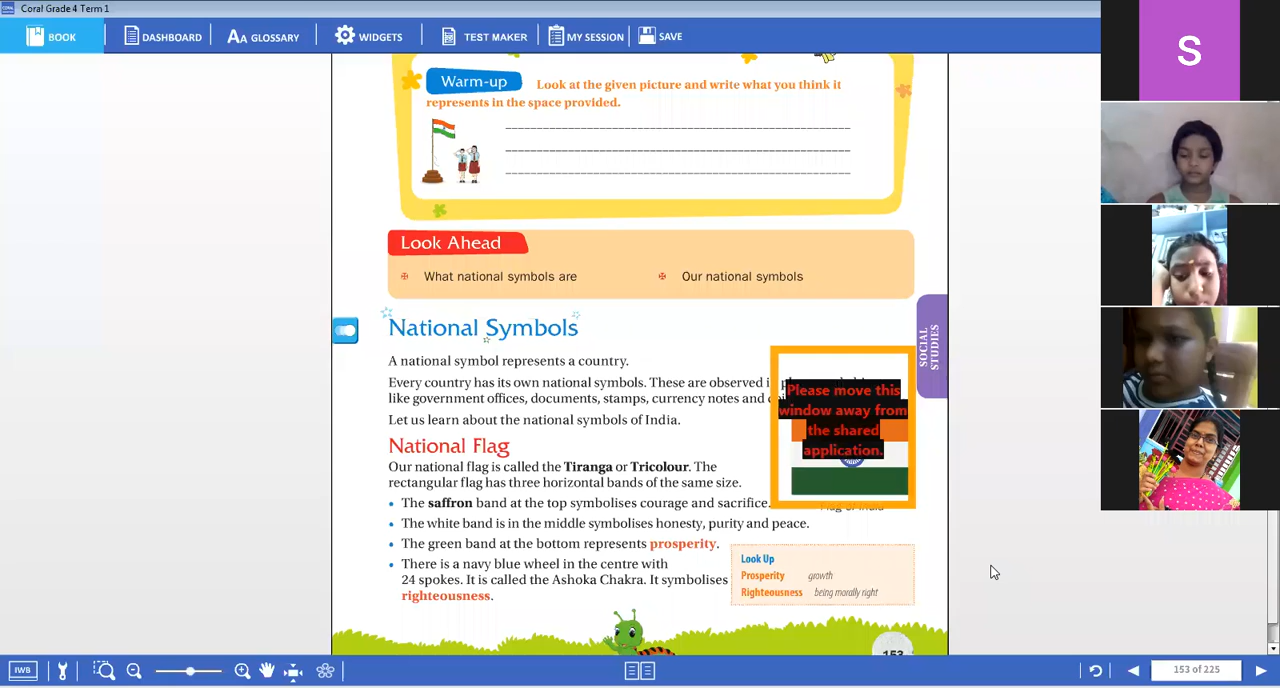 Coral Grade 4 Term 1
BOOK DASHBOARD AA GLOSSARY WIDGETS TEST MAKER MY SESSION SAVE
Warm-up Look at the given picture and write what you think it
represents in the space provided.
Look Ahead
What national symbols are Our national symbols
National Symbols
A national symbol represents a country.
Every country has its own national symbols. These are observed
like government offices, documents, stamps, currency notes and
Let us learn about the national symbols of India.
Please move this
window away from
the shared
application.
SOCIAL
STUDIES
National Flag
Our national flag is called the Tiranga or Tricolour. The
rectangular flag has three horizontal bands of the same size.
• The saffron band at the top symbolises courage and sacrifice.
• The white band is in the middle symbolises honesty, purity and peace.
• The green band at the bottom represents prosperity.
• There is a navy blue wheel in the centre with
24 spokes. It is called the Ashoka Chakra. It symbolises
righteousness.
Look Up
Prosperity growth
Righteousness being morally right
153
IWB
153 of 225
S